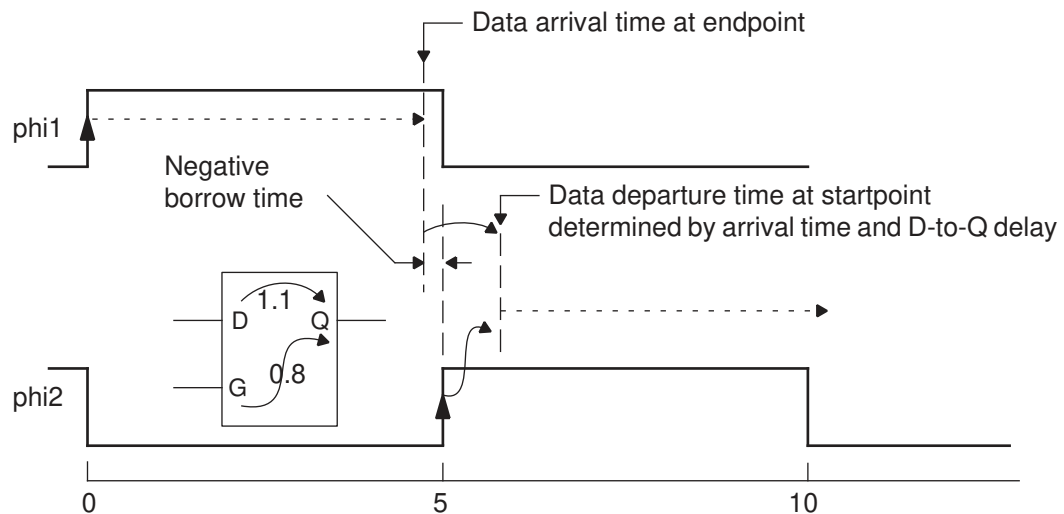 Data arrival time at endpoint
phi1
Negative
borrow time
Data departure time at startpoint
determined by arrival time and D-to-Q delay
1.1
D
Q
0.8
G
phi2
0
5
10